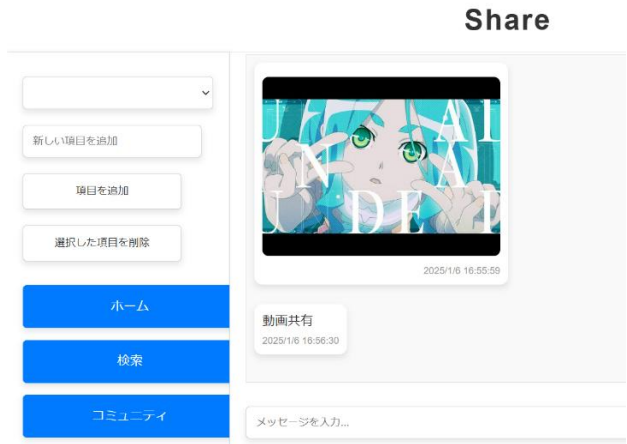 Share
新しい項目を追加
項目を追加
選択した項目を削除
ホーム
検索
コミュニティ
U AI
UNDEAD
2025/1/6 16:55:59
動画共有
2025/1/6 16:56:30
メッセージを入力...